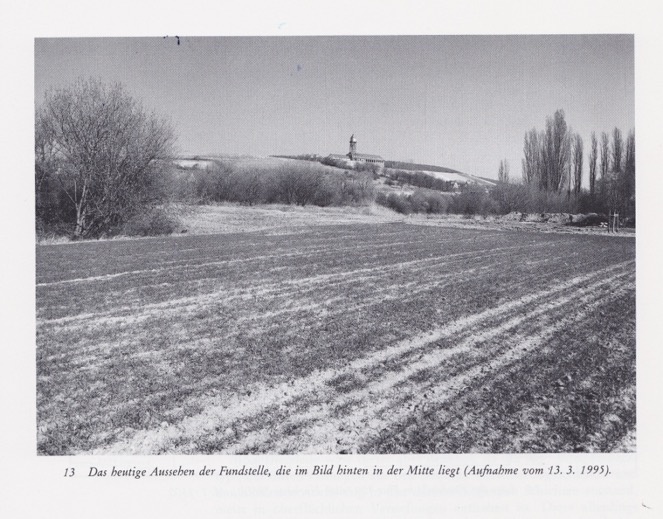 13 Das heutige Aussehen der Fundstelle, die im Bild hinten in der Mitte liegt (Aufnahme vom 13. 3. 1995).